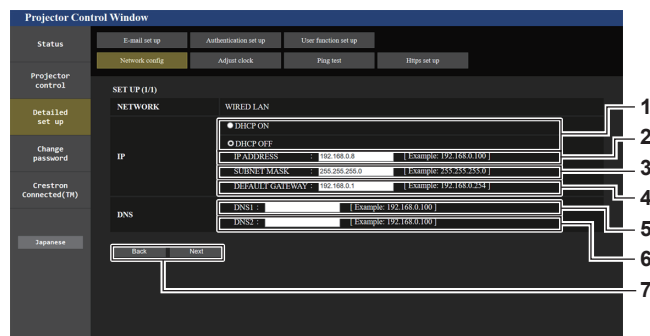 Projector Control Window
Status
E-mail set up
Authentication set up
User function set up
Network config
Adjust clock
Ping test
Https set up
Projector
control
Detailed
set up
Change
password
Crestron
Connected(TM)
Japanese
SET UP (1/1)
NETWORK WIRED LAN
IP
DHCP ON
DHCP OFF
IP ADDRESS : 192.168.0.8 [ Example: 192.168.0.100 ]
SUBNET MASK : 255.255.255.0 [ Example: 255.255.255.0 ]
DEFAULT GATEWAY : 192.168.0.1 [ Example: 192.168.0.254 ]
DNS
DNS1 : [ Example: 192.168.0.100 ]
DNS2 : [ Example: 192.168.0.100 ]
Back Next
1
2
3
4
5
6
7